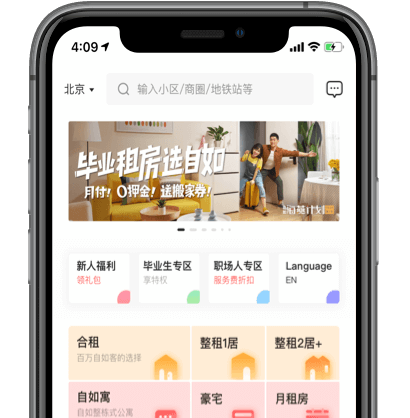 4:09
北京
输入小区/商圈/地铁站等
毕业租房选自如
月付！0押金！送搬家券！
新人福利
领礼包
毕业生专区
享特权
职场人专区
服务费折扣
Language
EN
合租
百万自如客的选择
整租1居
整租2居+
自如寓
自如整栋式公寓
豪宅
月租房